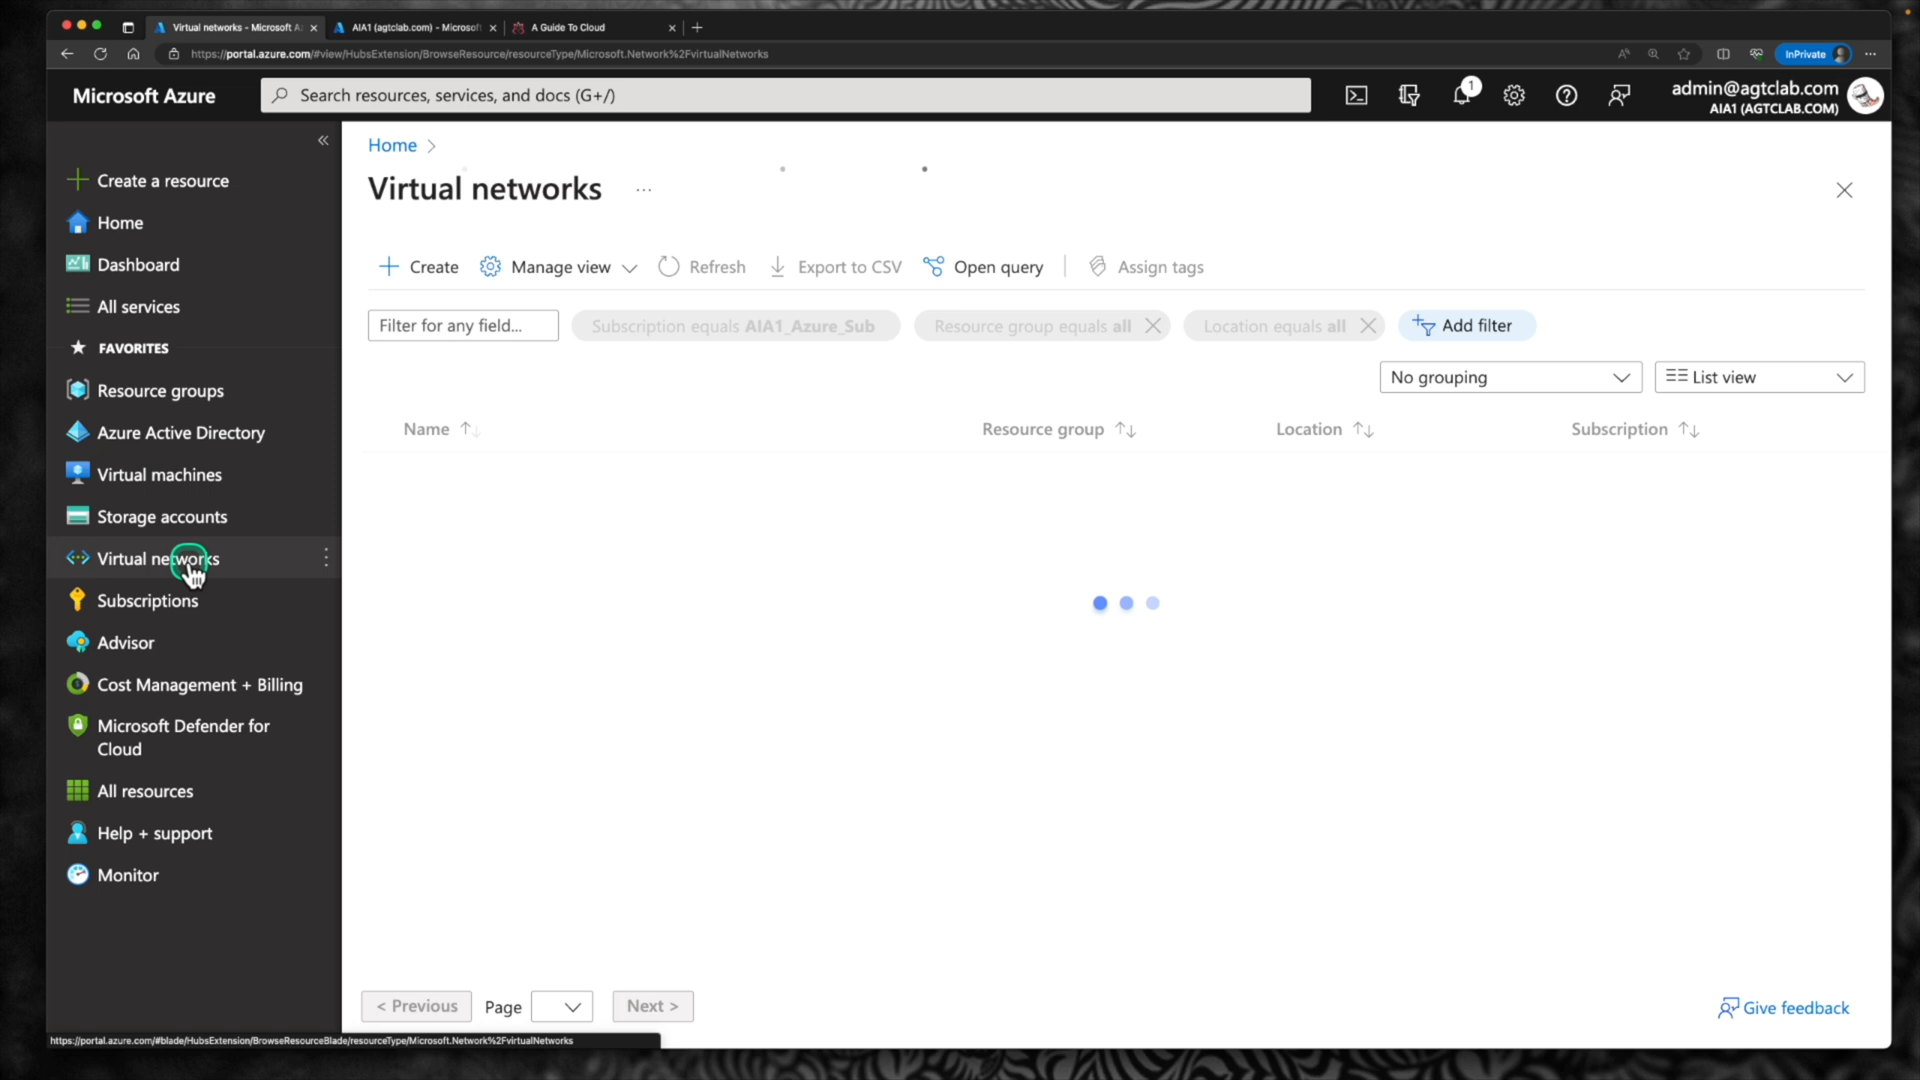 Virtual networks - Microsoft A
AIA1 (agtclab.com) - Microsoft
A Guide To Cloud
https://portal.azure.com/#view/HubsExtension/BrowseResource/resourceType/Microsoft.Network%2FvirtualNetworks
InPrivate
Microsoft Azure
Search resources, services, and docs (G+/)
1
admin@agtclab.com
AIA1 (AGTCLAB.COM)
Create a resource
Home
Dashboard
All services
FAVORITES
Resource groups
Azure Active Directory
Virtual machines
Storage accounts
Virtual networks
Subscriptions
Advisor
Cost Management + Billing
Microsoft Defender for
Cloud
All resources
Help + support
Monitor
Home >
Virtual networks ...
Create
Manage view
Refresh
Export to CSV
Open query
Assign tags
Filter for any field...
Subscription equals AIA1_Azure_Sub
Resource group equals all
Location equals all
Add filter
No grouping
List view
Name
Resource group
Location
Subscription
< Previous
Page
Next >
Give feedback
https://portal.azure.com/#blade/HubsExtension/BrowseResourceBlade/resourceType/Microsoft.Network%2FvirtualNetworks